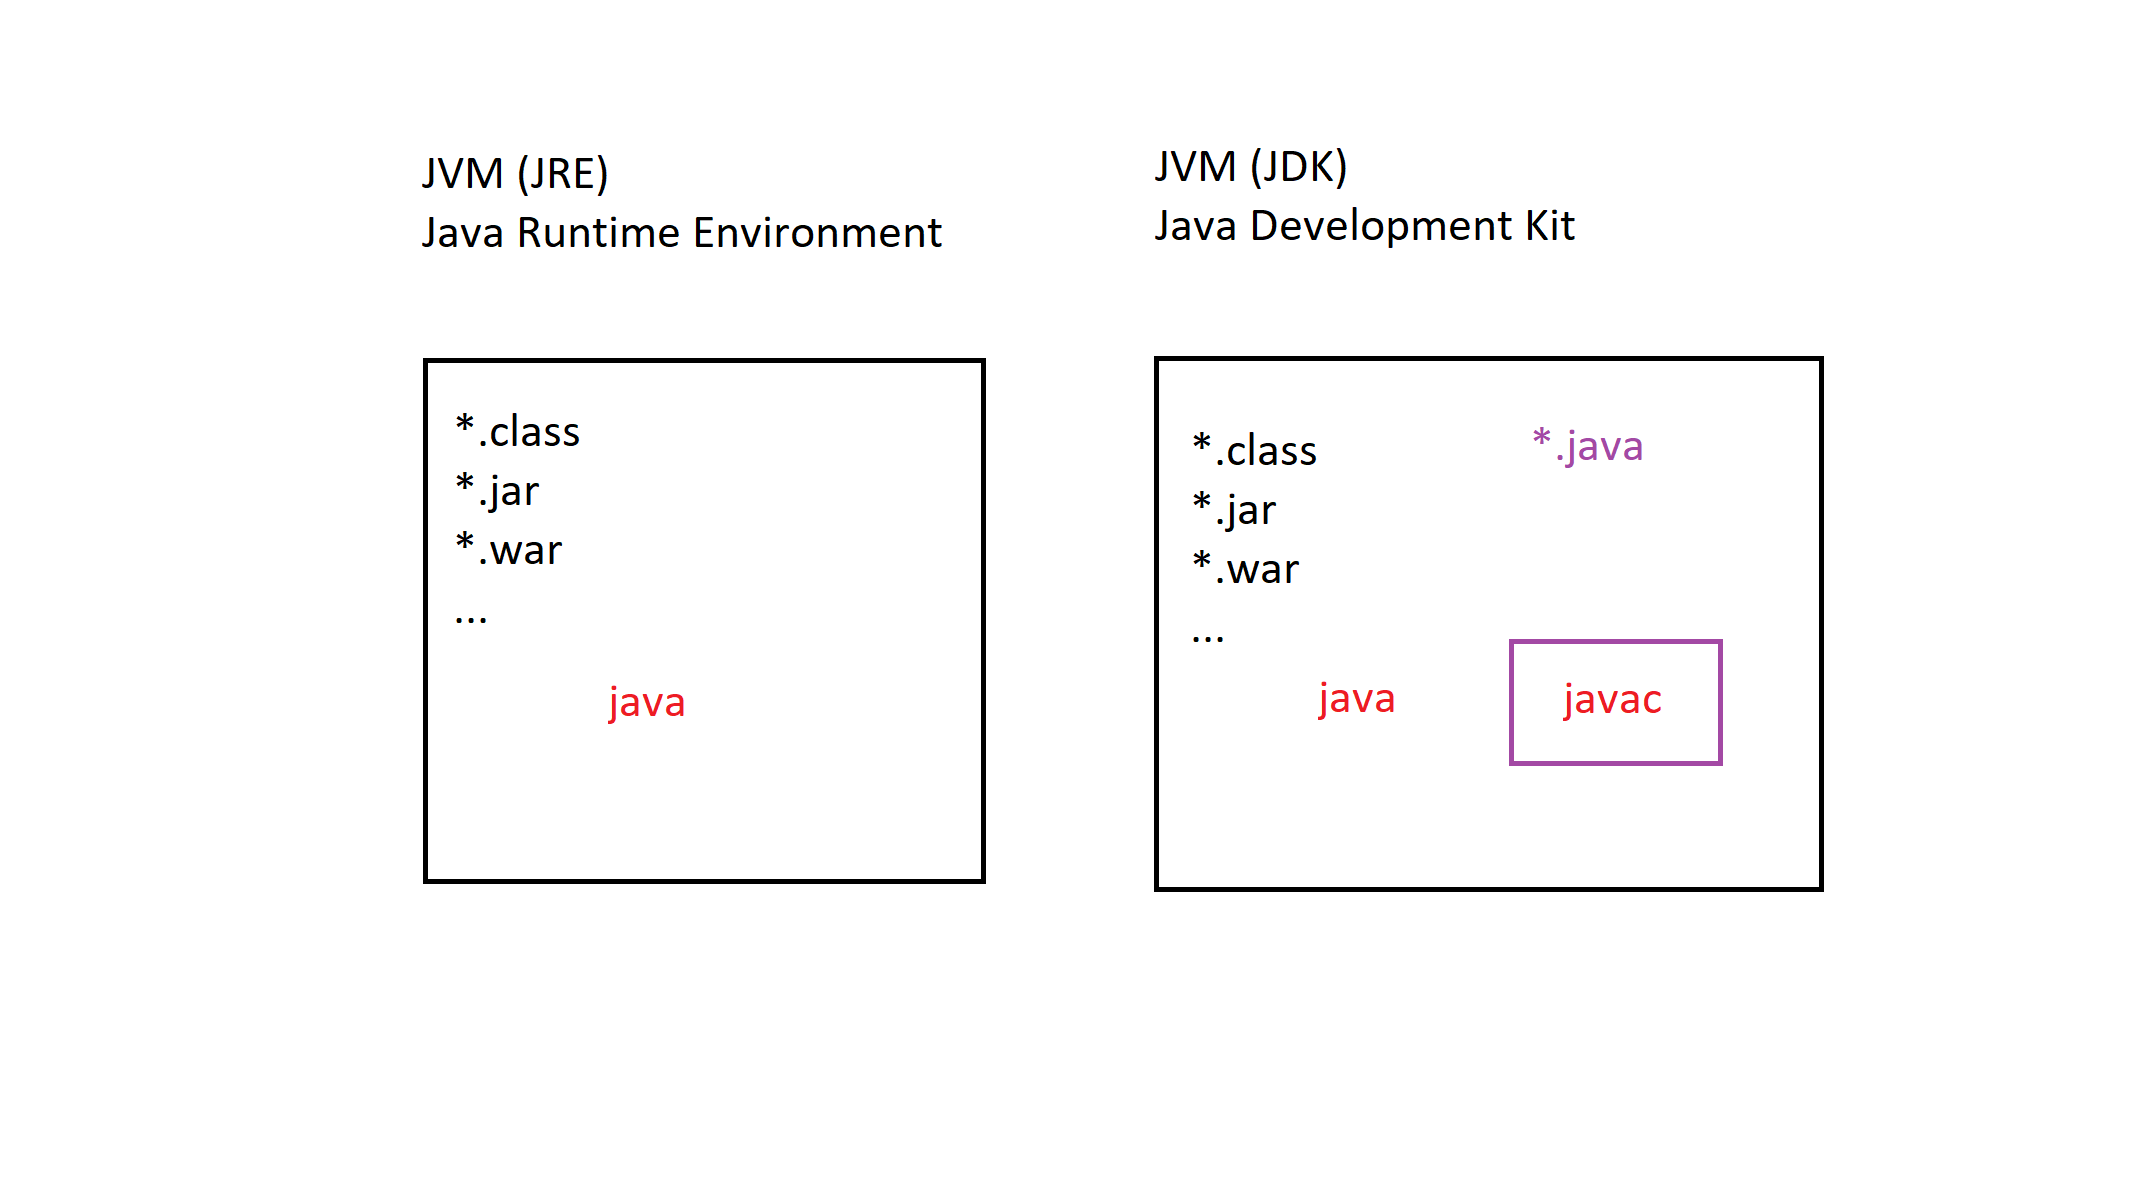 JVM (JRE)
Java Runtime Environment
*.class
*.jar
*.war
...
java
JVM (JDK)
Java Development Kit
*.class
*.java
*.jar
*.war
...
java
javac